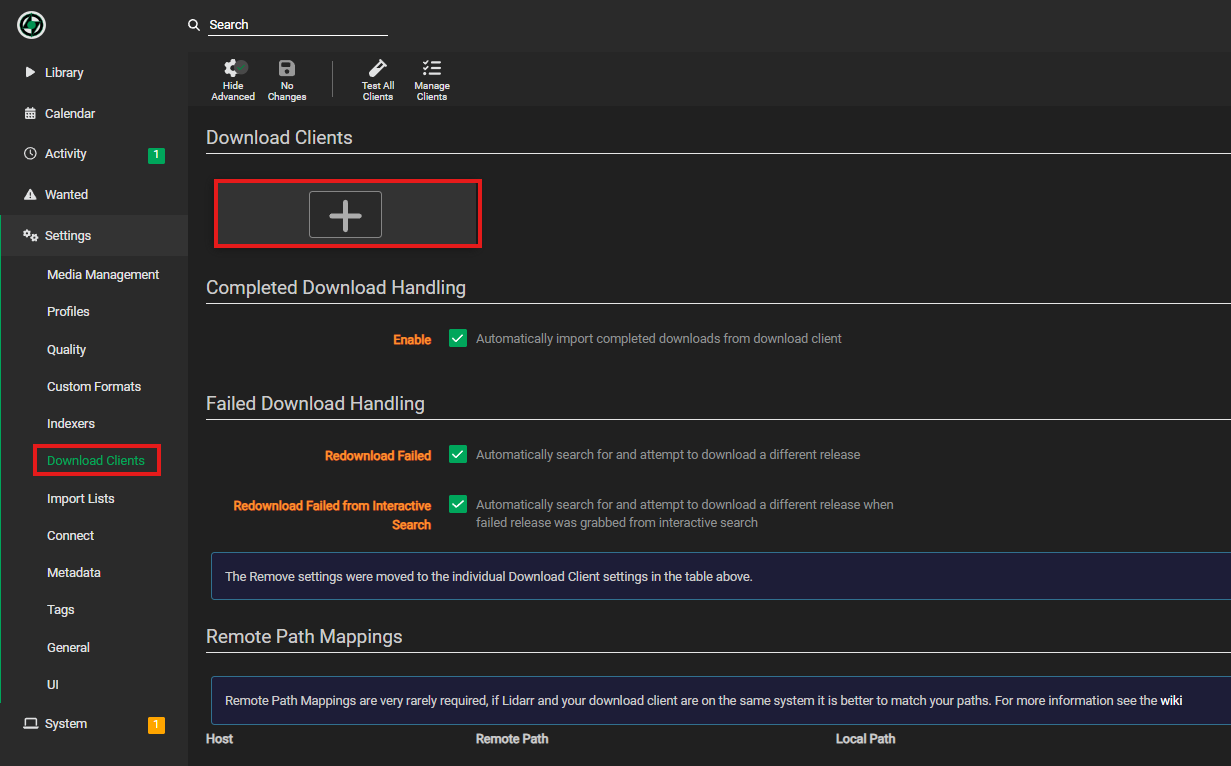 Search
Library
Calendar
Activity 1
Wanted
Settings
Media Management
Profiles
Quality
Custom Formats
Indexers
Download Clients
Import Lists
Connect
Metadata
Tags
General
UI
System 1
Hide
Advanced
No
Changes
Test All
Clients
Manage
Clients
Download Clients
Completed Download Handling
Enable Automatically import completed downloads from download client
Failed Download Handling
Redownload Failed Automatically search for and attempt to download a different release
Redownload Failed from Interactive
Search
Automatically search for and attempt to download a different release when
failed release was grabbed from interactive search
The Remove settings were moved to the individual Download Client settings in the table above.
Remote Path Mappings
Remote Path Mappings are very rarely required, if Lidarr and your download client are on the same system it is better to match your paths. For more information see the wiki
Host Remote Path Local Path